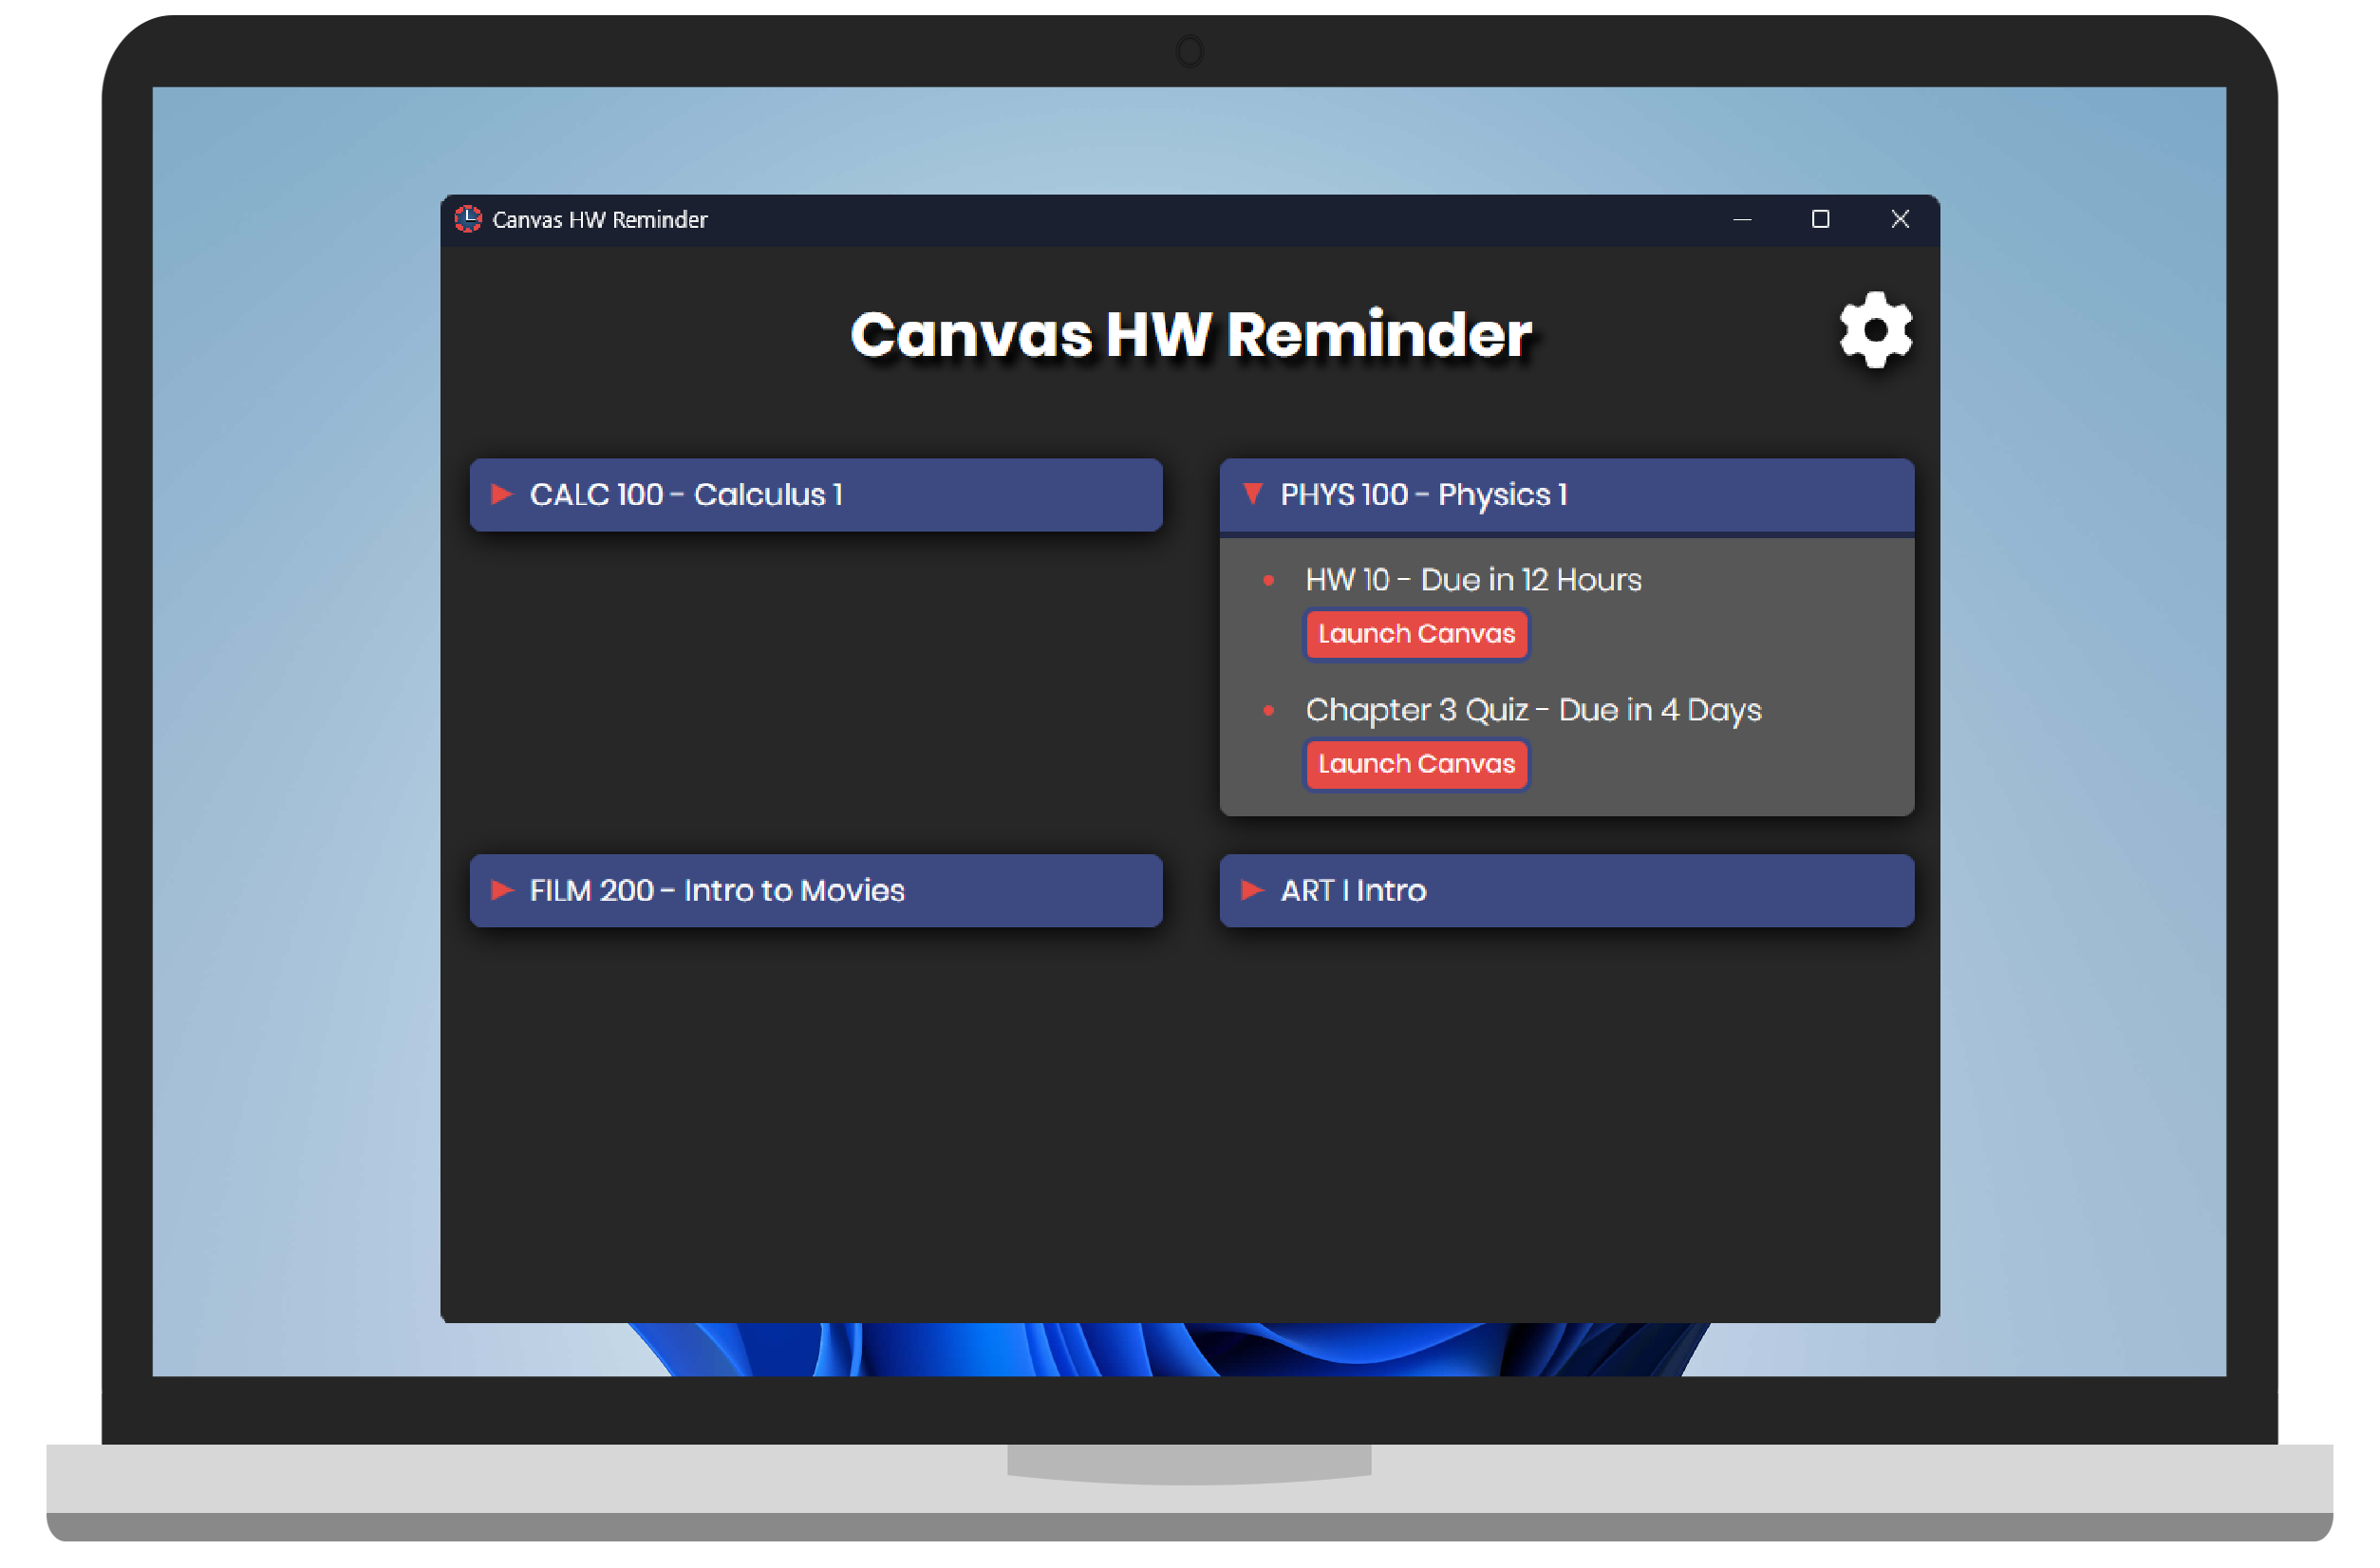 Canvas HW Reminder
Canvas HW Reminder
CALC 100 - Calculus 1
PHYS 100 - Physics 1
HW 10 - Due in 12 Hours
Launch Canvas
Chapter 3 Quiz - Due in 4 Days
Launch Canvas
FILM 200 - Intro to Movies
ART I Intro